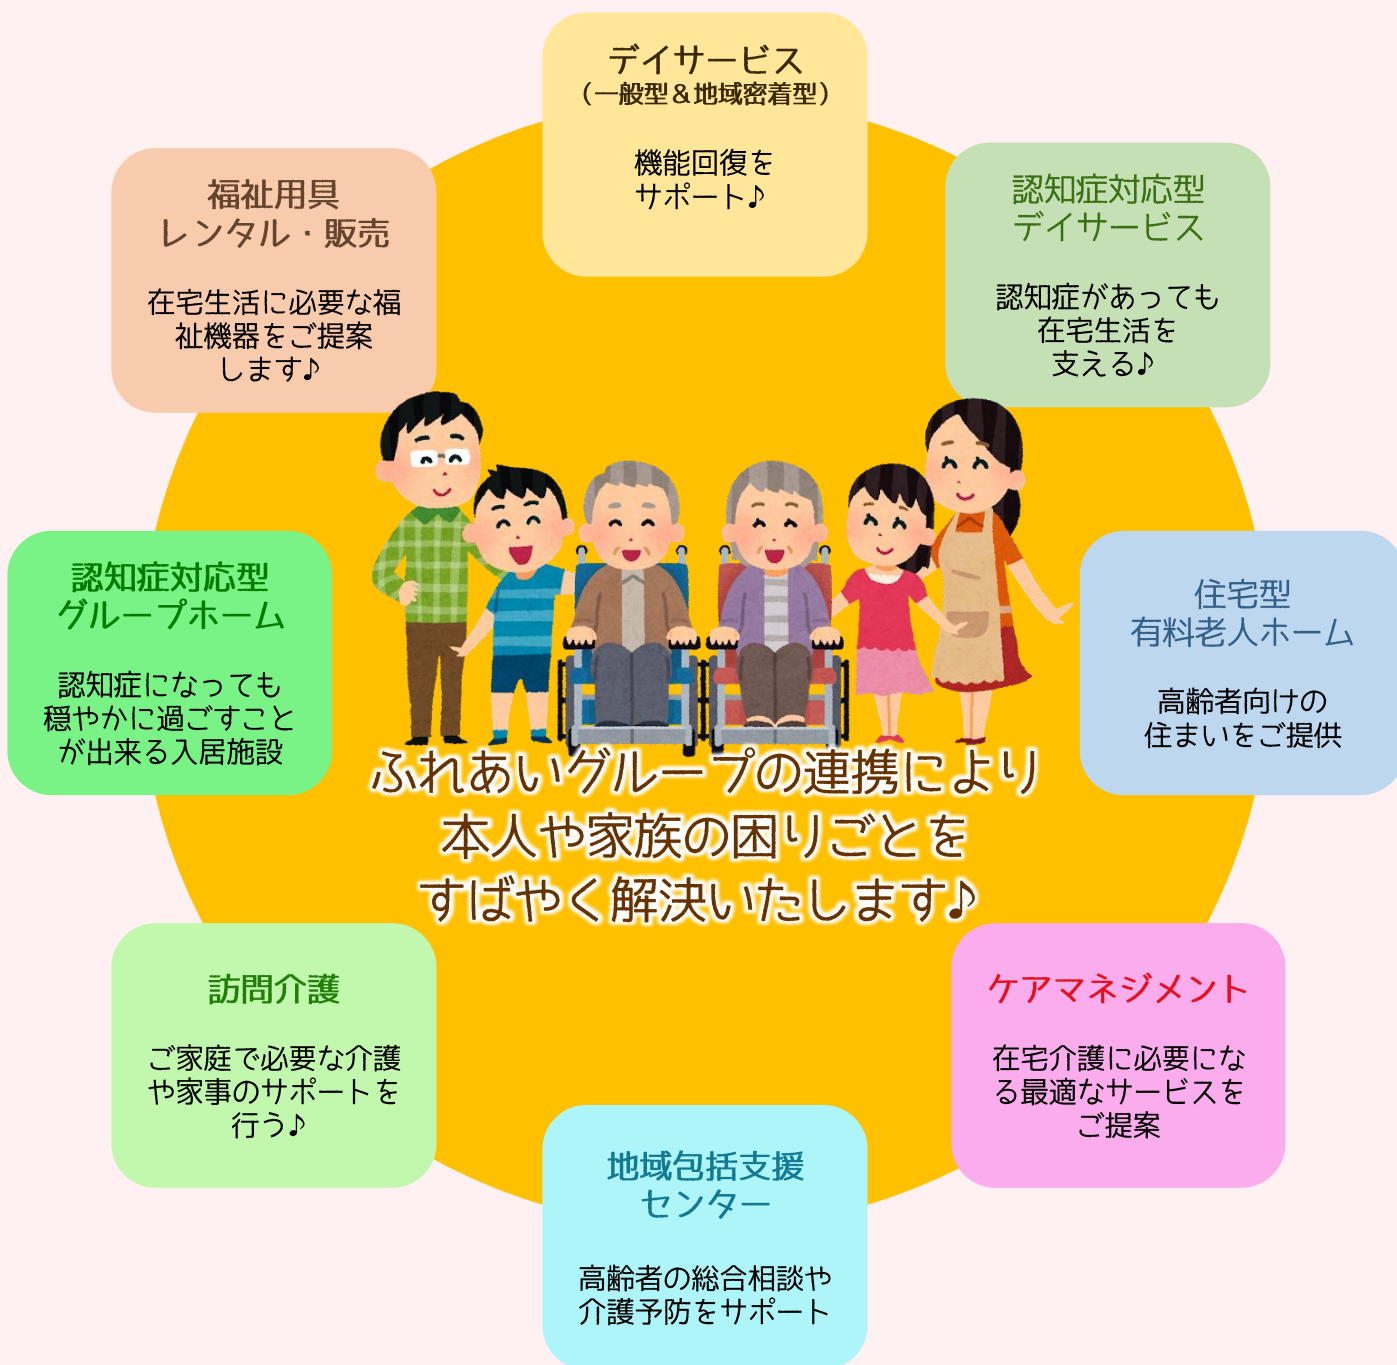 デイサービス
（一般型＆地域密着型）
機能回復を
サポート♪
認知症対応型
デイサービス
認知症があっても
在宅生活を
支える♪
住宅型
有料老人ホーム
高齢者向けの
住まいをご提供
ケアマネジメント
在宅介護に必要にな
る最適なサービスを
ご提案
地域包括支援
センター
高齢者の総合相談や
介護予防をサポート
訪問介護
ご家庭で必要な介護
や家事のサポートを
行う♪
認知症対応型
グループホーム
認知症になっても
穏やかに過ごすこと
が出来る入居施設
福祉用具
レンタル・販売
在宅生活に必要な福
祉機器をご提案
します♪
ふれあいグループの連携により
本人や家族の困りごとを
すばやく解決いたします♪